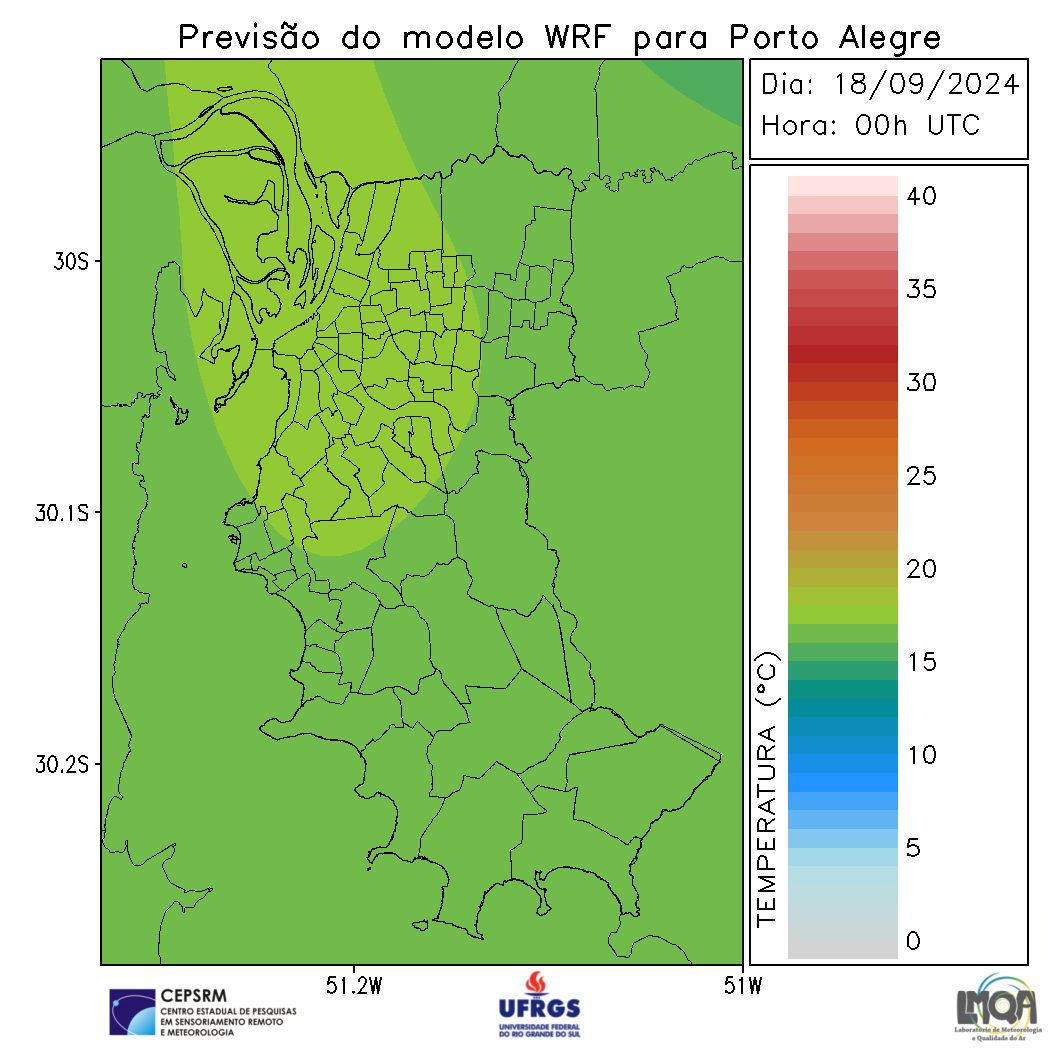 Previsão do modelo WRF para Porto Alegre
Dia: 18/09/2024
Hora: 00h UTC
40
35
30
25
20
15
10
5
0
TEMPERATURA (°C)
30S
30.1S
30.2S
51.2W
51W
CEPSRM
CENTRO ESTADUAL DE PESQUISAS
EM SENSORIAMENTO REMOTO
E METEOROLOGIA
UFRGS
UNIVERSIDADE FEDERAL
DO RIO GRANDE DO SUL
LMQA
Laboratório de Meteorologia
e Qualidade do Ar